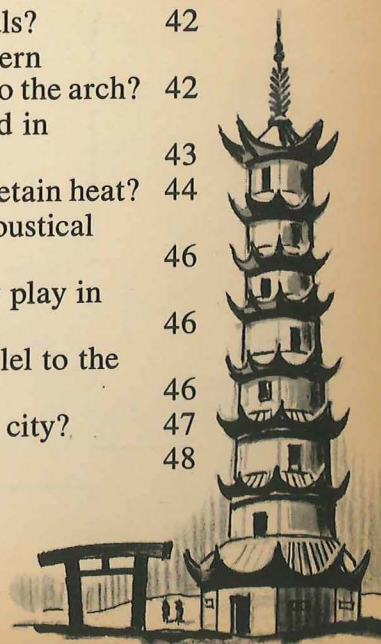 ls? 42
ern
o the arch? 42
d in
43
etain heat? 44
oustical
46
play in
46
lel to the
46
city? 47
48